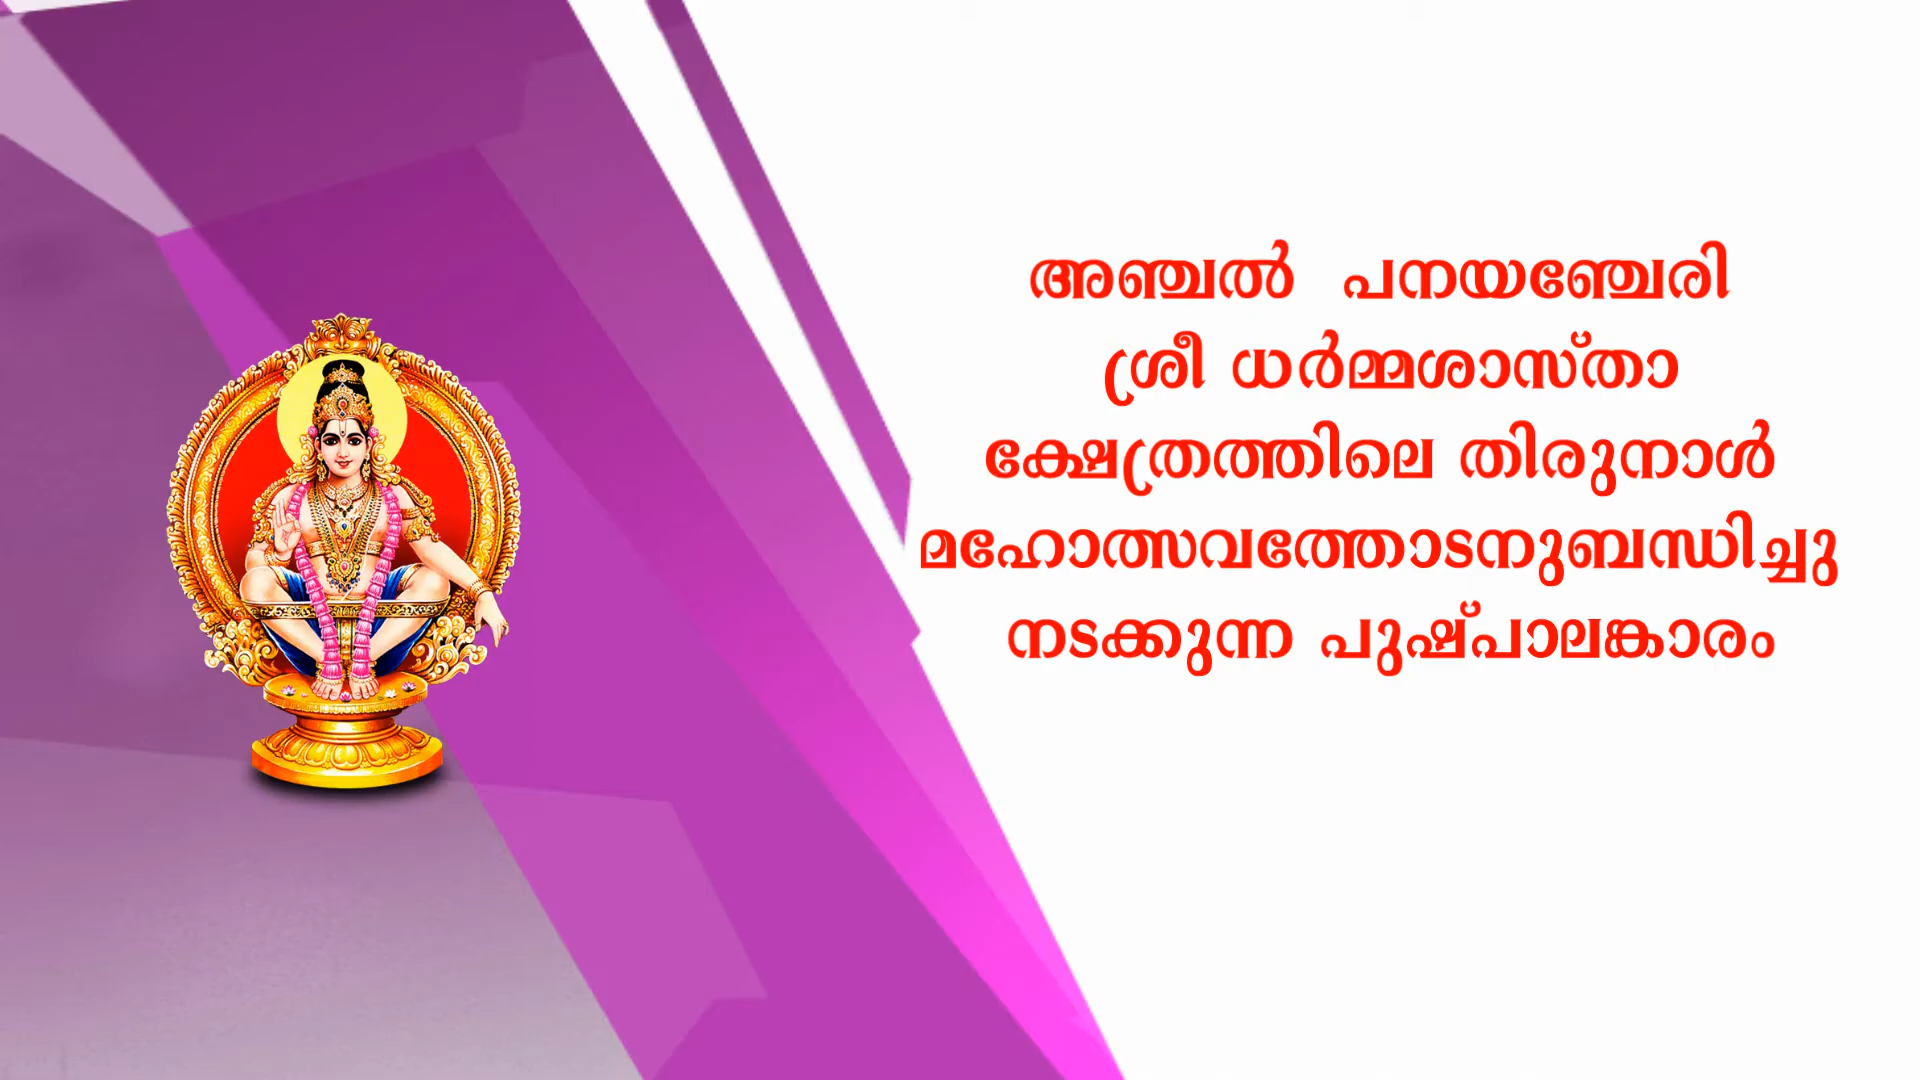 അഞ്ചൽ പനയഞ്ചേരി
ശ്രീ ധർമ്മശാസ്താ
ക്ഷേത്രത്തിലെ തിരുനാൾ
മഹോത്സവത്തോടനുബന്ധിച്ചു
നടക്കുന്ന പുഷ്പാലങ്കാരം